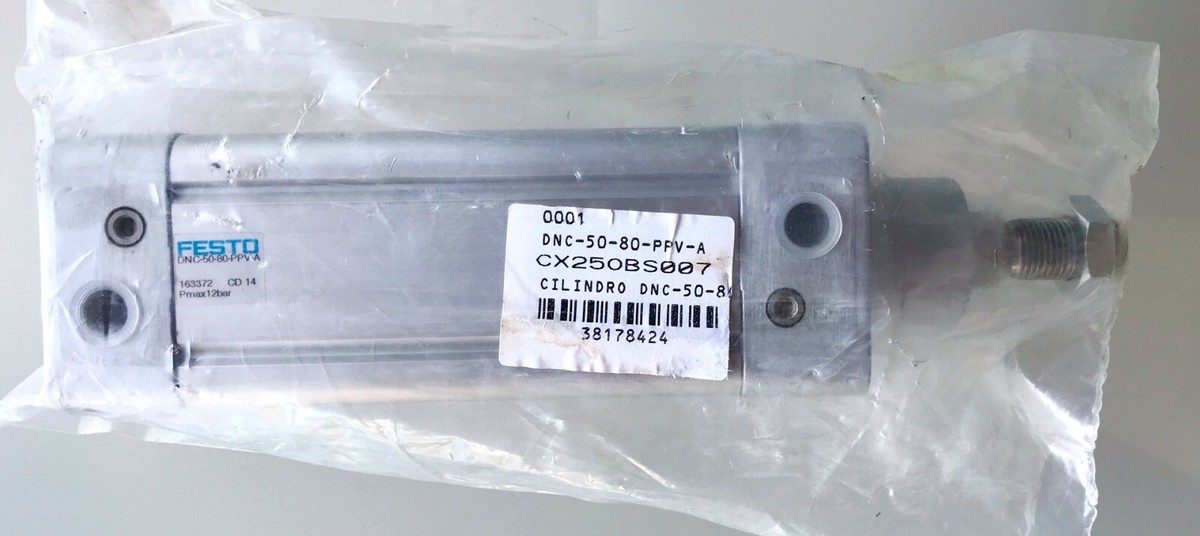 FESTO
DNC-50-80-PPV-A
163372 CD 14
Pmax12bar
0001
DNC-50-80-PPV-A
CX250BS007
CILINDRO DNC-50-8
38178424